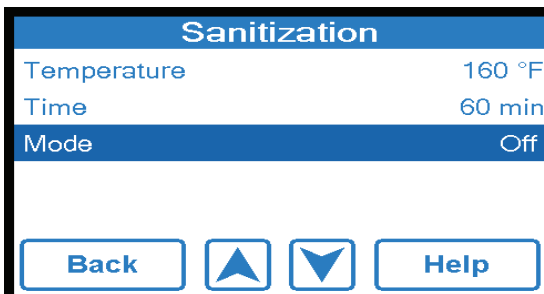 Sanitization
Temperature 160 °F
Time 60 min
Mode Off
Back Help